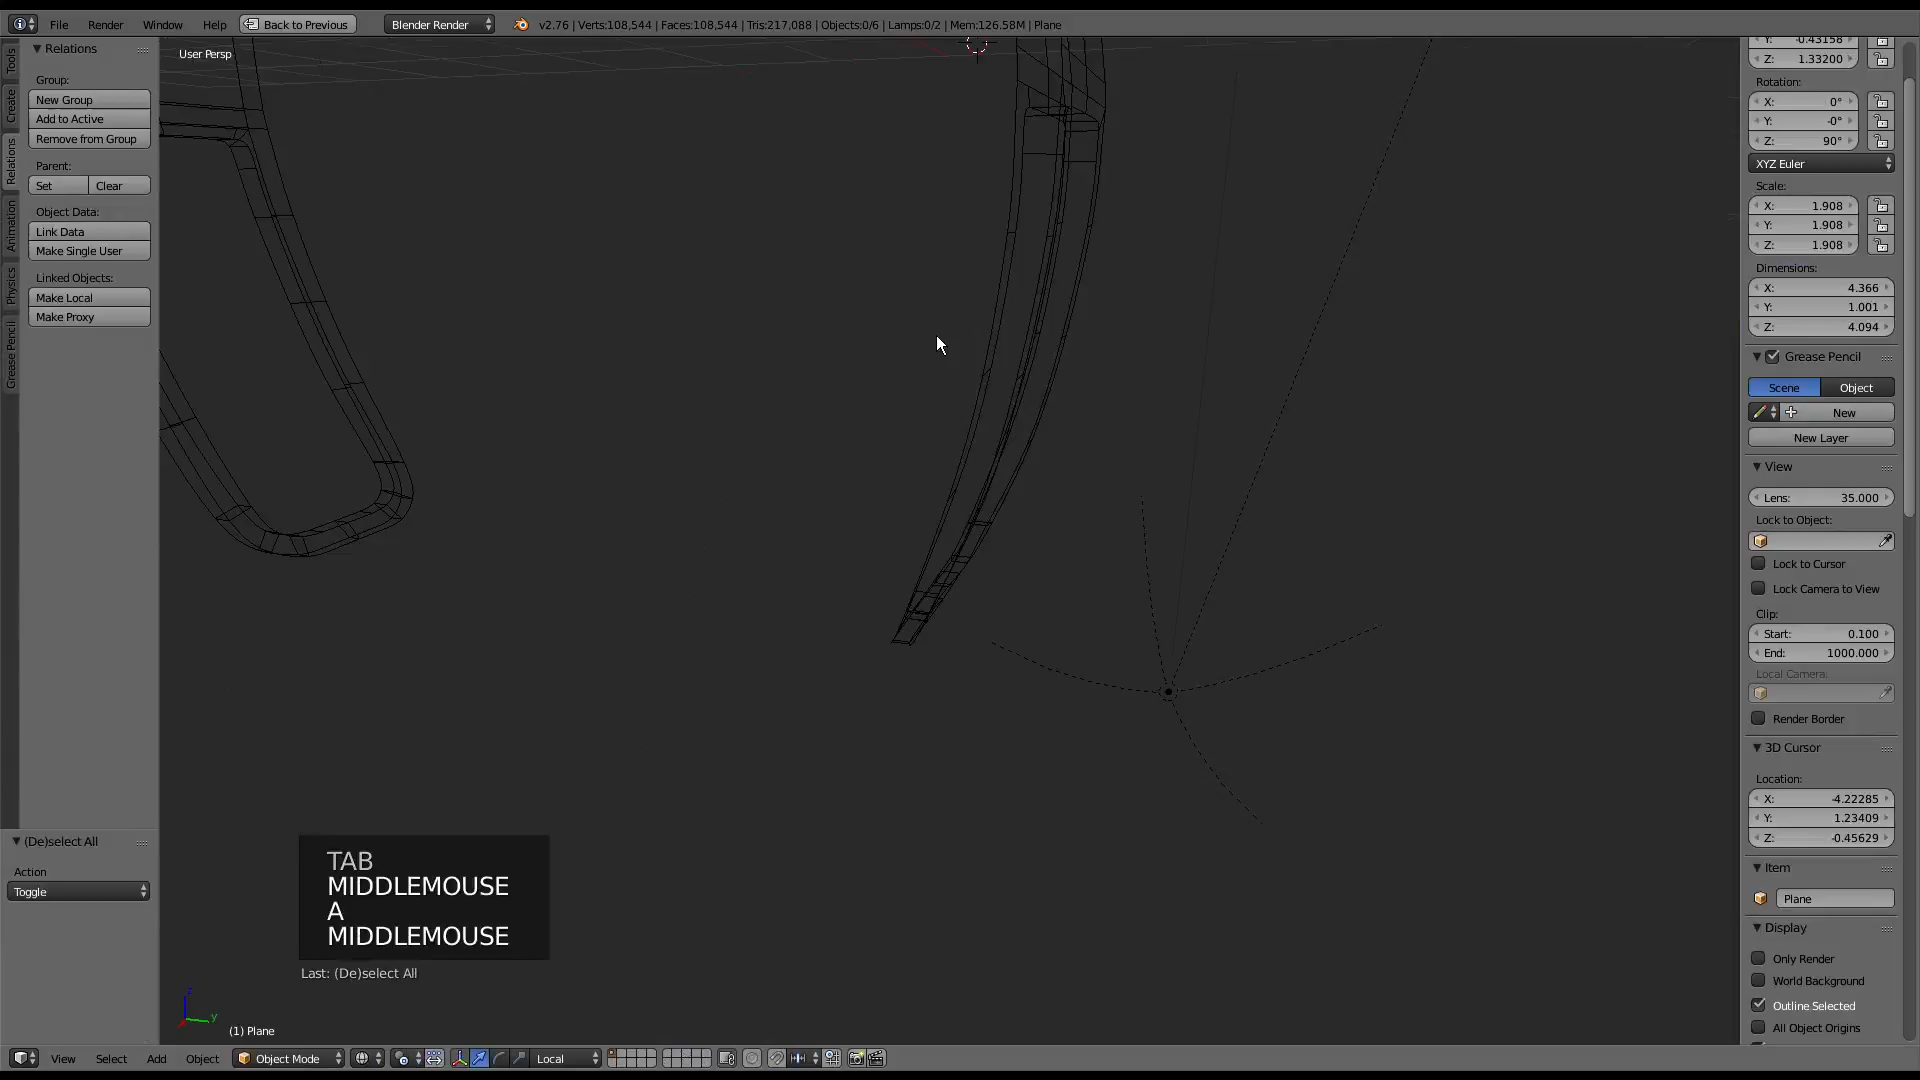 File Render Window Help Back to Previous Blender Render v2.76 | Verts:108,544 | Faces:108,544 | Tris:217,088 | Objects:0/6 | Lamps:0/2 | Mem:126.58M | Plane
Tools
Create
Relations
Animation
Physics
Grease Pencil
Relations
Group:
New Group
Add to Active
Remove from Group
Parent:
Set Clear
Object Data:
Link Data
Make Single User
Linked Objects:
Make Local
Make Proxy
(De)select All
Action
Toggle
User Persp
TAB
MIDDLEMOUSE
A
MIDDLEMOUSE
Last: (De)select All
z
y
(1) Plane
Y: -0.43158
Z: 1.33200
Rotation:
X: 0°
Y: -0°
Z: 90°
XYZ Euler
Scale:
X: 1.908
Y: 1.908
Z: 1.908
Dimensions:
X: 4.366
Y: 1.001
Z: 4.094
Grease Pencil
Scene Object
New
New Layer
View
Lens: 35.000
Lock to Object:
Lock to Cursor
Lock Camera to View
Clip:
Start: 0.100
End: 1000.000
Local Camera:
Render Border
3D Cursor
Location:
X: -4.22285
Y: 1.23409
Z: -0.45629
Item
Plane
Display
Only Render
World Background
Outline Selected
All Object Origins
View Select Add Object Object Mode Local